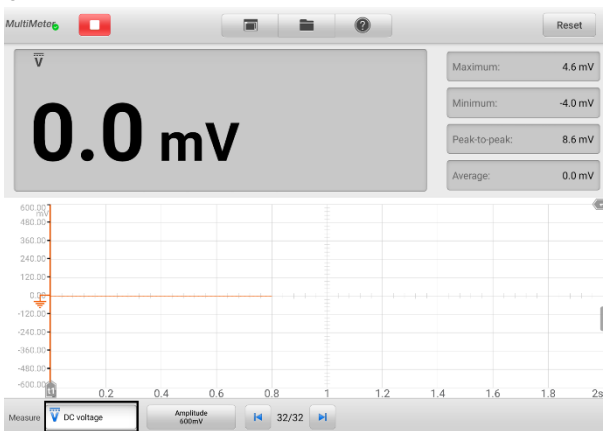 MultiMeter
Reset
V
0.0 mV
Maximum: 4.6 mV
Minimum: -4.0 mV
Peak-to-peak: 8.6 mV
Average: 0.0 mV
600.00
mV
480.00
360.00
240.00
120.00
0.00
-120.00
-240.00
-360.00
-480.00
-600.00
0.2 0.4 0.6 0.8 1 1.2 1.4 1.6 1.8 2s
Measure V DC voltage Amplitude 32/32
600mV